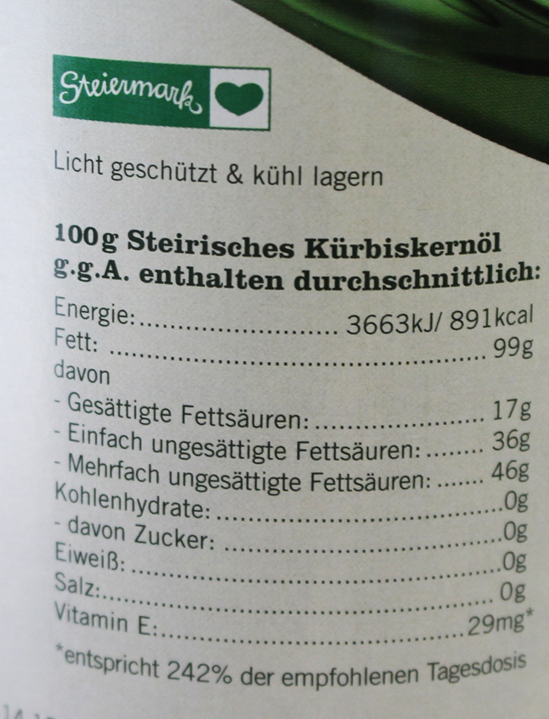 Steiermark
Licht geschützt & kühl lagern
100g Steirisches Kürbiskernöl
g.g.A. enthalten durchschnittlich:
Energie:.......................... 3663kJ/ 891kcal
Fett: .................................................. 99g
davon
- Gesättigte Fettsäuren: ...................... 17g
- Einfach ungesättigte Fettsäuren: ........ 36g
- Mehrfach ungesättigte Fettsäuren: ....... 46g
Kohlenhydrate: ......................................0g
- davon Zucker: .....................................0g
Eiweiß: .................................................0g
Salz:..................................................... 0g
Vitamin E:.........................................29mg*
*entspricht 242% der empfohlenen Tagesdosis